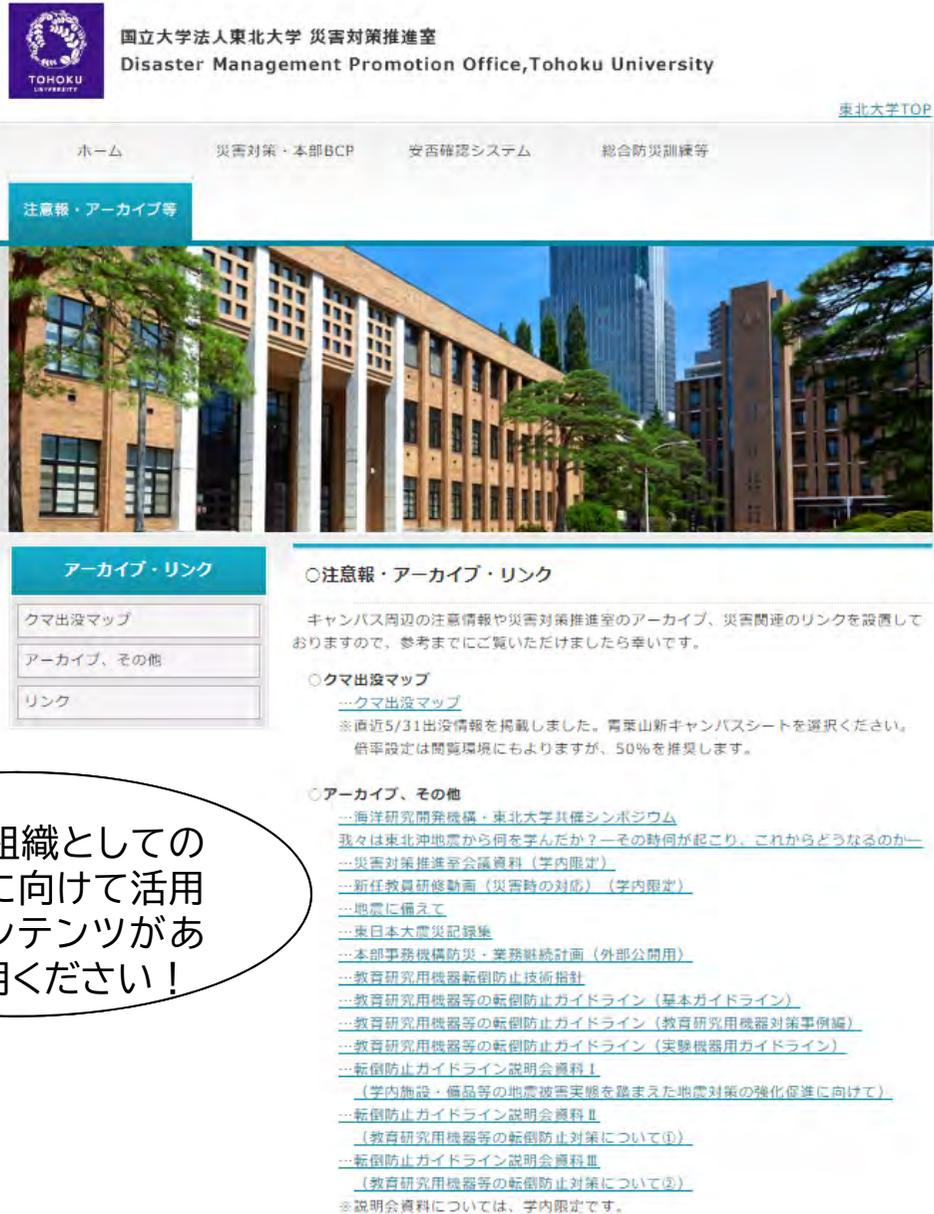 TOHOKU
UNIVERSITY
国立大学法人東北大学 災害対策推進室
Disaster Management Promotion Office,Tohoku University
東北大学TOP
ホーム
災害対策・本部BCP
安否確認システム
総合防災訓練等
注意報・アーカイブ等
アーカイブ・リンク
クマ出没マップ
アーカイブ、その他
リンク
○注意報・アーカイブ・リンク
キャンパス周辺の注意情報や災害対策推進室のアーカイブ、災害関連のリンクを設置して
おりますので、参考までにご覧いただけましたら幸いです。
○クマ出没マップ
…クマ出没マップ
※直近5/31出没情報を掲載しました。青葉山新キャンパスシートを選択ください。
倍率設定は閲覧環境にもよりますが、50%を推奨します。
○アーカイブ、その他
…海洋研究開発機構・東北大学共催シンポジウム
我々は東北沖地震から何を学んだか?―その時何が起こり、これからどうなるのか―
…災害対策推進室会議資料(学内限定)
…新任教員研修動画(災害時の対応)(学内限定)
…地震に備えて
…東日本大震災記録集
…本部事務機構防災・業務継続計画(外部公開用)
…教育研究用機器転倒防止技術指針
…教育研究用機器等の転倒防止ガイドライン(基本ガイドライン)
…教育研究用機器等の転倒防止ガイドライン(教育研究用機器対策事例編)
…教育研究用機器等の転倒防止ガイドライン(実験機器用ガイドライン)
…転倒防止ガイドライン説明会資料Ⅰ
(学内施設・備品等の地震被害実態を踏まえた地震対策の強化促進に向けて)
…転倒防止ガイドライン説明会資料Ⅱ
(教育研究用機器等の転倒防止対策について①)
…転倒防止ガイドライン説明会資料Ⅲ
(教育研究用機器等の転倒防止対策について②)
※説明会資料については、学内限定です。
組織としての
に向けて活用
ンテンツがあ
用ください!